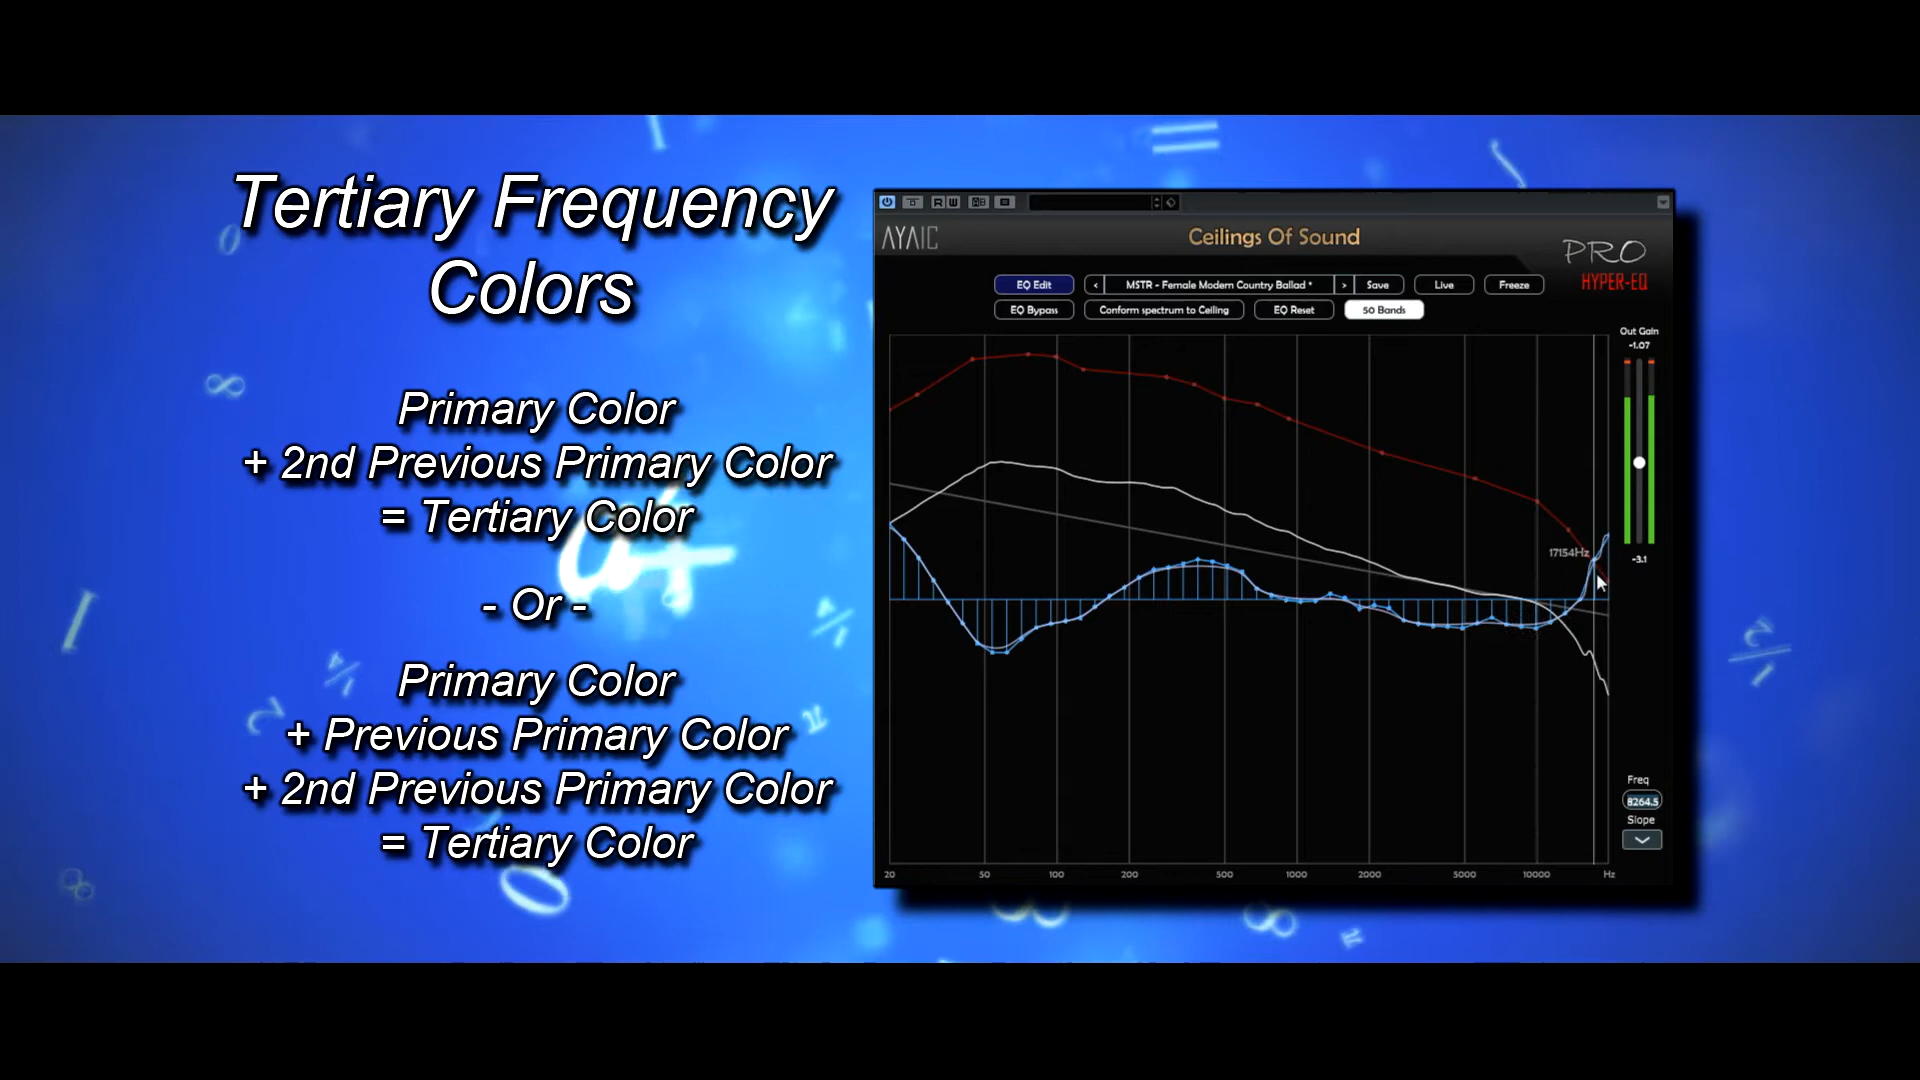 Tertiary Frequency
Colors
Primary Color
+ 2nd Previous Primary Color
= Tertiary Color
- Or -
Primary Color
+ Previous Primary Color
+ 2nd Previous Primary Color
= Tertiary Color
R W
AYAIC
Ceilings Of Sound
PRO
HYPER-EQ
EQ Edit
< MSTR - Female Modern Country Ballad * > Save
Live
Freeze
EQ Bypass
Conform spectrum to Ceiling
EQ Reset
50 Bands
Out Gain
-1.07
17154Hz
-3.1
Freq
8264.5
Slope
20 50 100 200 500 1000 2000 5000 10000 Hz